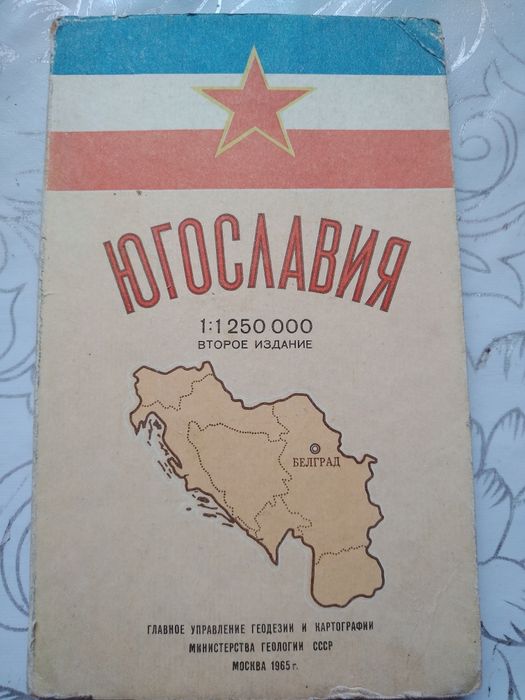 ЮГОСЛАВИЯ
1:1 250 000
ВТОРОЕ ИЗДАНИЕ
БЕЛГРАД
ГЛАВНОЕ УПРАВЛЕНИЕ ГЕОДЕЗИИ И КАРТОГРАФИИ
МИНИСТЕРСТВА ГЕОЛОГИИ СССР
МОСКВА 1965 г.